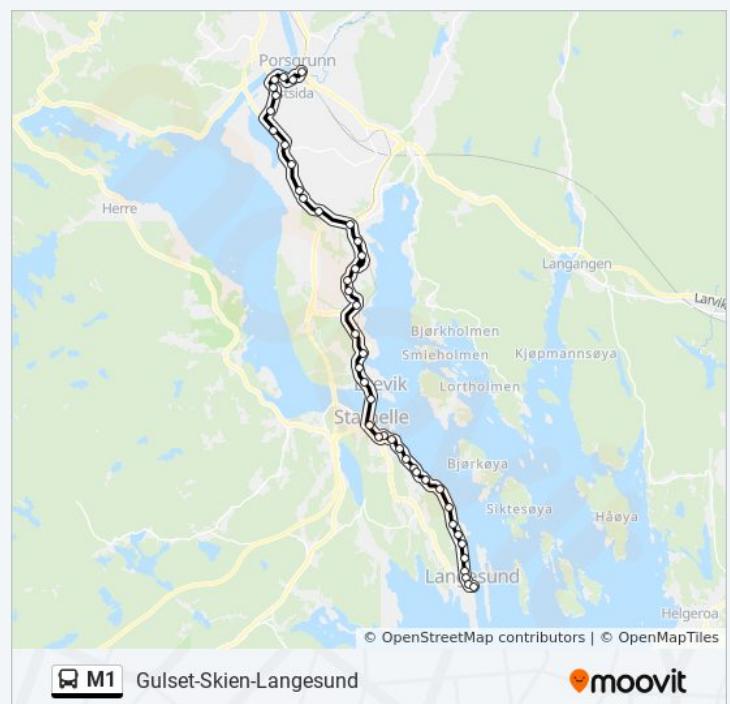 Porsgrunn
Herre
Langangen
Larvik
Bjørkholmen
Smieholmen
Kjøpmannsøya
Lortholmen
Bjørkøya
Siktesøya
Håøya
Langesund
Helgeroa
© OpenStreetMap contributors | © OpenMapTiles
M1 Gulset-Skien-Langesund
moovit